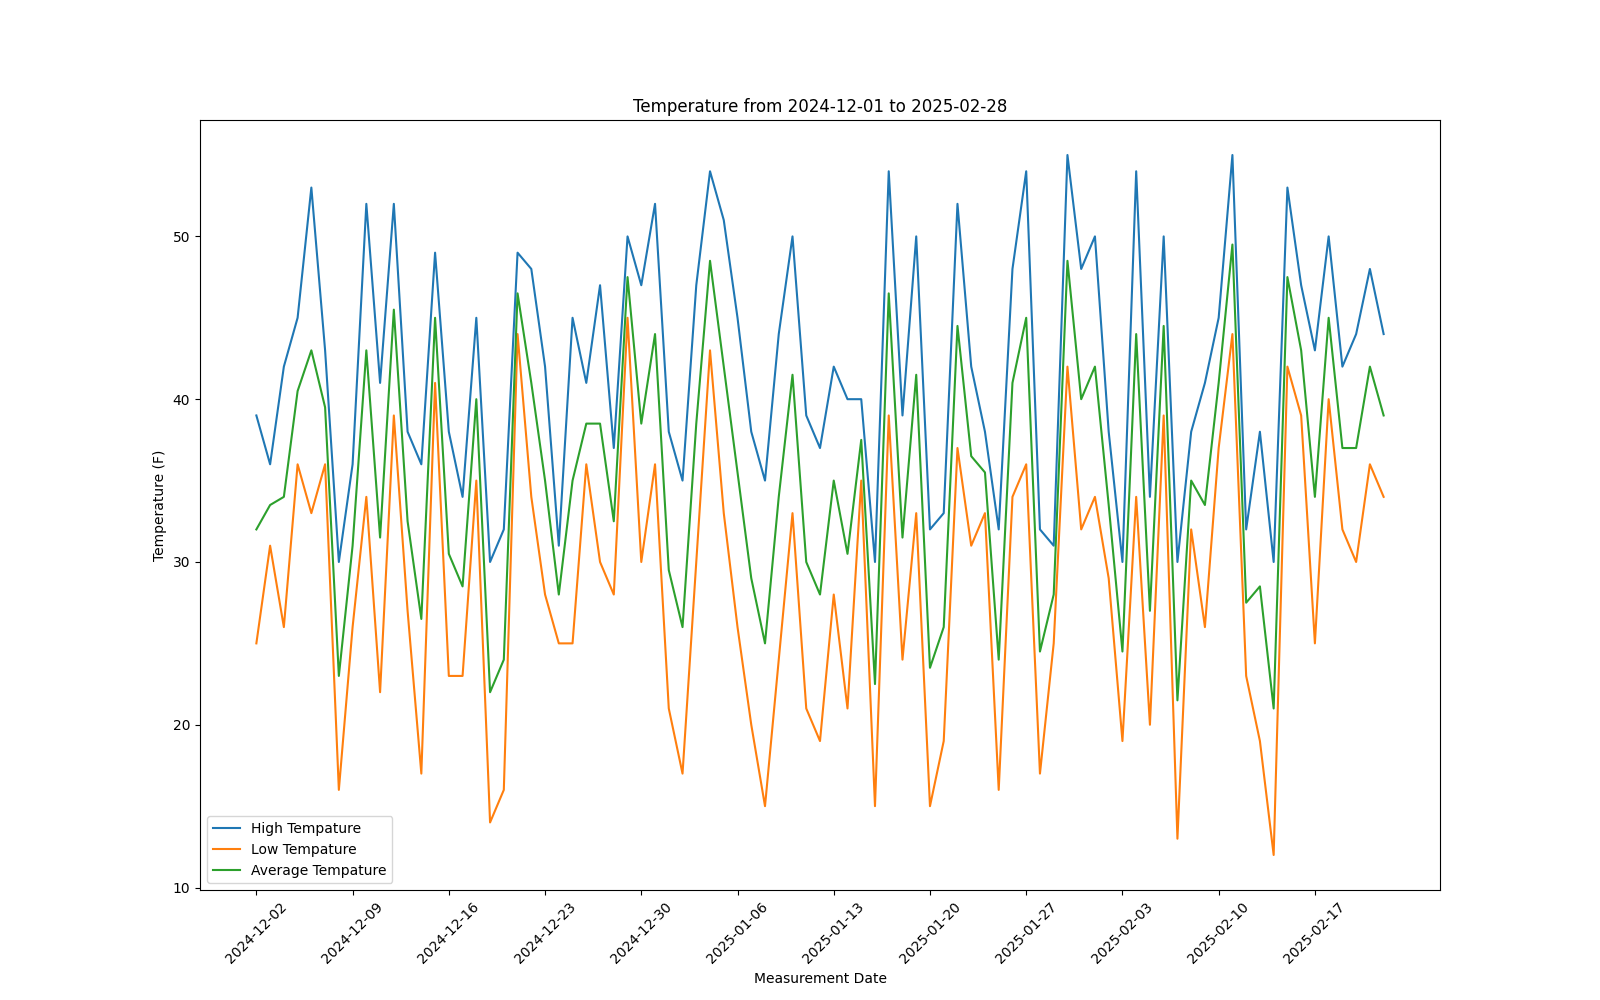 Temperature from 2024-12-01 to 2025-02-28
Temperature (F)
50
40
30
20
10
High Tempature
Low Tempature
Average Tempature
2024-12-02
2024-12-09
2024-12-16
2024-12-23
2024-12-30
2025-01-06
2025-01-13
2025-01-20
2025-01-27
2025-02-03
2025-02-10
2025-02-17
Measurement Date